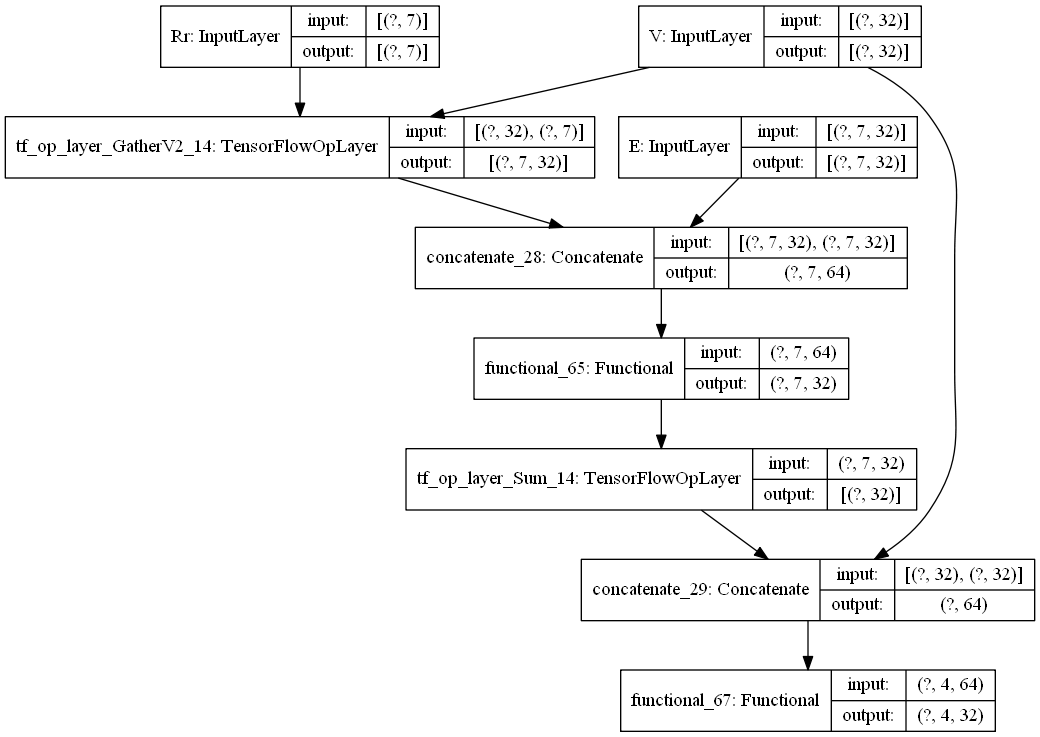 Rr: InputLayer
input: [(?, 7)]
output: [(?, 7)]
V: InputLayer
input: [(?, 32)]
output: [(?, 32)]
tf_op_layer_GatherV2_14: TensorFlowOpLayer
input: [(?, 32), (?, 7)]
output: [(?, 7, 32)]
E: InputLayer
input: [(?, 7, 32)]
output: [(?, 7, 32)]
concatenate_28: Concatenate
input: [(?, 7, 32), (?, 7, 32)]
output: (?, 7, 64)
functional_65: Functional
input: (?, 7, 64)
output: (?, 7, 32)
tf_op_layer_Sum_14: TensorFlowOpLayer
input: (?, 7, 32)
output: [(?, 32)]
concatenate_29: Concatenate
input: [(?, 32), (?, 32)]
output: (?, 64)
functional_67: Functional
input: (?, 4, 64)
output: (?, 4, 32)